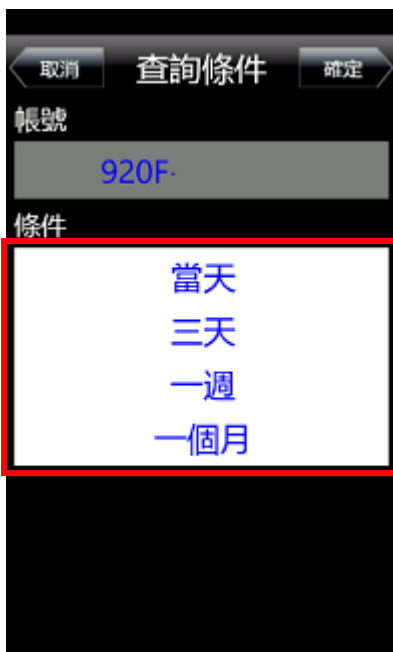 取消 查詢條件 確定
帳號
920F-
條件
當天
三天
一週
一個月